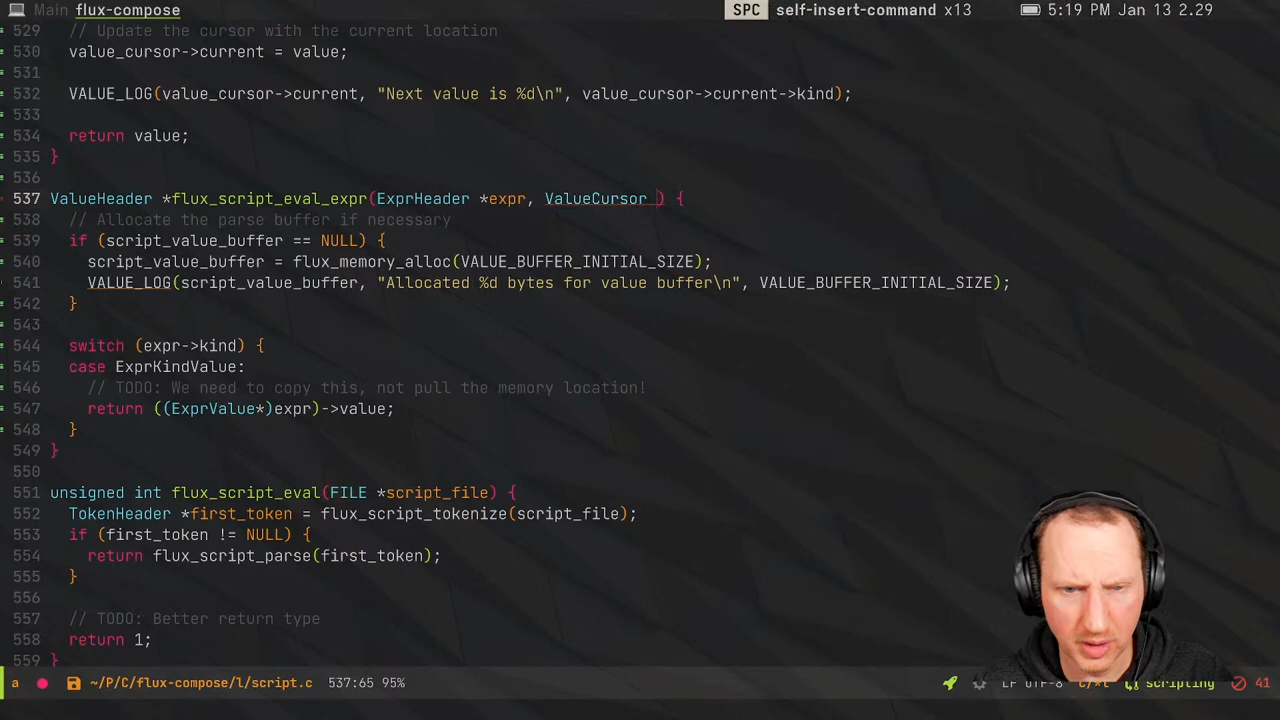 Main flux-compose SPC self-insert-command x13 5:19 PM Jan 13 2.29
529 // Update the cursor with the current location
530 value_cursor->current = value;
531
532 VALUE_LOG(value_cursor->current, "Next value is %d\n", value_cursor->current->kind);
533
534 return value;
535 }
536
537 ValueHeader *flux_script_eval_expr(ExprHeader *expr, ValueCursor ) {
538 // Allocate the parse buffer if necessary
539 if (script_value_buffer == NULL) {
540 script_value_buffer = flux_memory_alloc(VALUE_BUFFER_INITIAL_SIZE);
541 VALUE_LOG(script_value_buffer, "Allocated %d bytes for value buffer\n", VALUE_BUFFER_INITIAL_SIZE);
542 }
543
544 switch (expr->kind) {
545 case ExprKindValue:
546 // TODO: We need to copy this, not pull the memory location!
547 return ((ExprValue*)expr)->value;
548 }
549 }
550
551 unsigned int flux_script_eval(FILE *script_file) {
552 TokenHeader *first_token = flux_script_tokenize(script_file);
553 if (first_token != NULL) {
554 return flux_script_parse(first_token);
555 }
556
557 // TODO: Better return type
558 return 1;
559 }
a ~/P/C/flux-compose/l/script.c 537:65 95% LF UTF-8 scripting 41